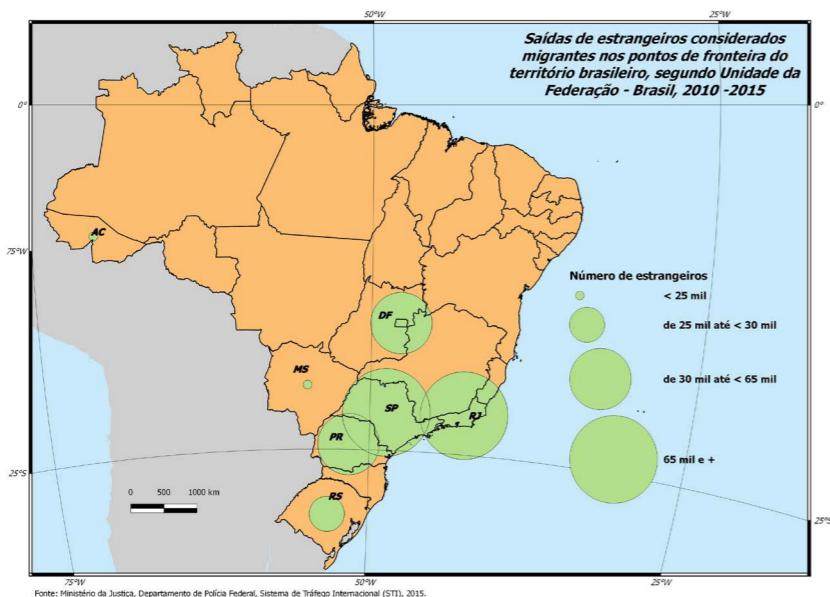 50°W
25°W
Saídas de estrangeiros considerados
migrantes nos pontos de fronteira do
território brasileiro, segundo Unidade da
Federação - Brasil, 2010 -2015
0°
0°
AC
75°W
Número de estrangeiros
< 25 mil
DF
de 25 mil até < 30 mil
MS
de 30 mil até < 65 mil
SP
RJ
PR
65 mil e +
25°S
RS
0 500 1000 km
25°S
75°W
50°W
25°W
Fonte: Ministério da Justiça, Departamento de Polícia Federal, Sistema de Tráfego Internacional (STI), 2015.